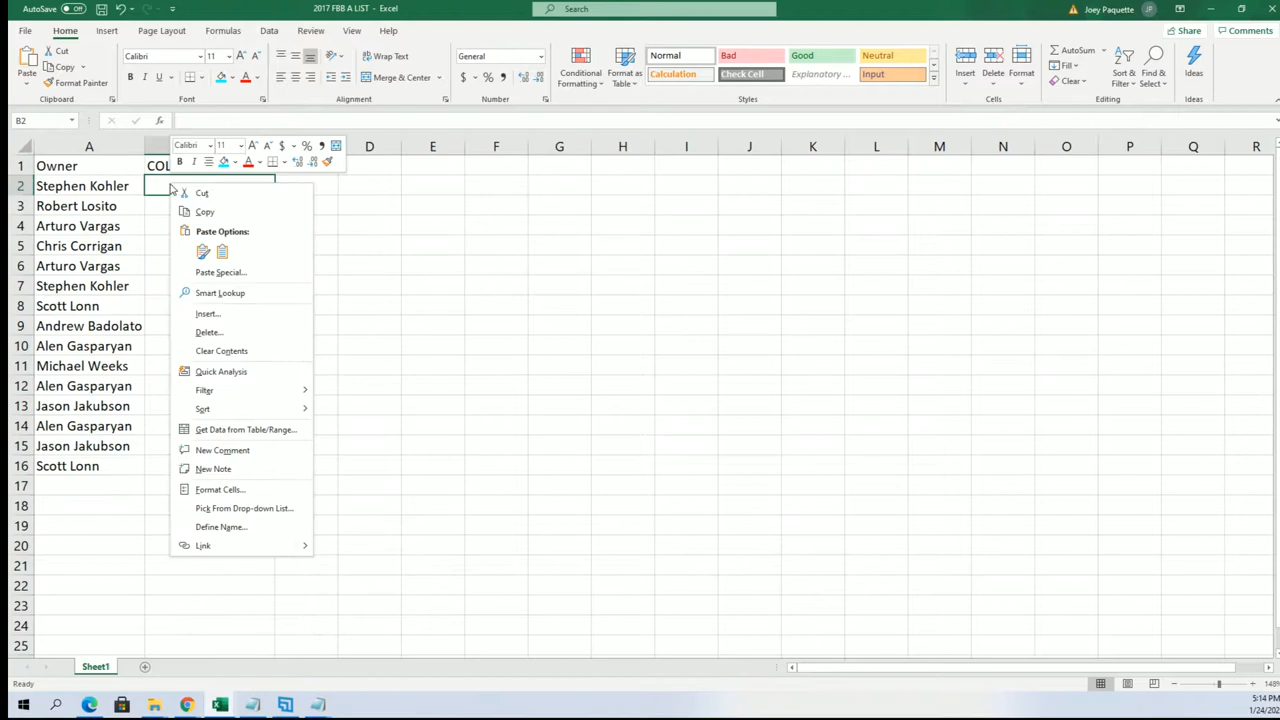 AutoSave Off 2017 FBB A LIST - Excel Search Joey Paquette JP
File Home Insert Page Layout Formulas Data Review View Help Share Comments
Paste Cut Copy Format Painter Clipboard
Calibri 11 B I U A A A Font
Wrap Text Merge & Center Alignment
General $ % , Number
Conditional Formatting Format as Table
Normal Bad Good Neutral
Calculation Check Cell Explanatory ... Input
Styles
Insert Delete Format Cells
AutoSum Fill Clear Sort & Filter Find & Select Editing
Ideas Ideas
B2 fx
Calibri 11 A A $ % ,
B I A
A D E F G H I J K L M N O P Q R
1 Owner COL
2 Stephen Kohler
3 Robert Losito
4 Arturo Vargas
5 Chris Corrigan
6 Arturo Vargas
7 Stephen Kohler
8 Scott Lonn
9 Andrew Badolato
10 Alen Gasparyan
11 Michael Weeks
12 Alen Gasparyan
13 Jason Jakubson
14 Alen Gasparyan
15 Jason Jakubson
16 Scott Lonn
17
18
19
20
21
22
23
24
25
Cut
Copy
Paste Options:
Paste Special...
Smart Lookup
Insert...
Delete...
Clear Contents
Quick Analysis
Filter
Sort
Get Data from Table/Range...
New Comment
New Note
Format Cells...
Pick From Drop-down List...
Define Name...
Link
Sheet1
Ready 148%
5:14 PM
1/24/202